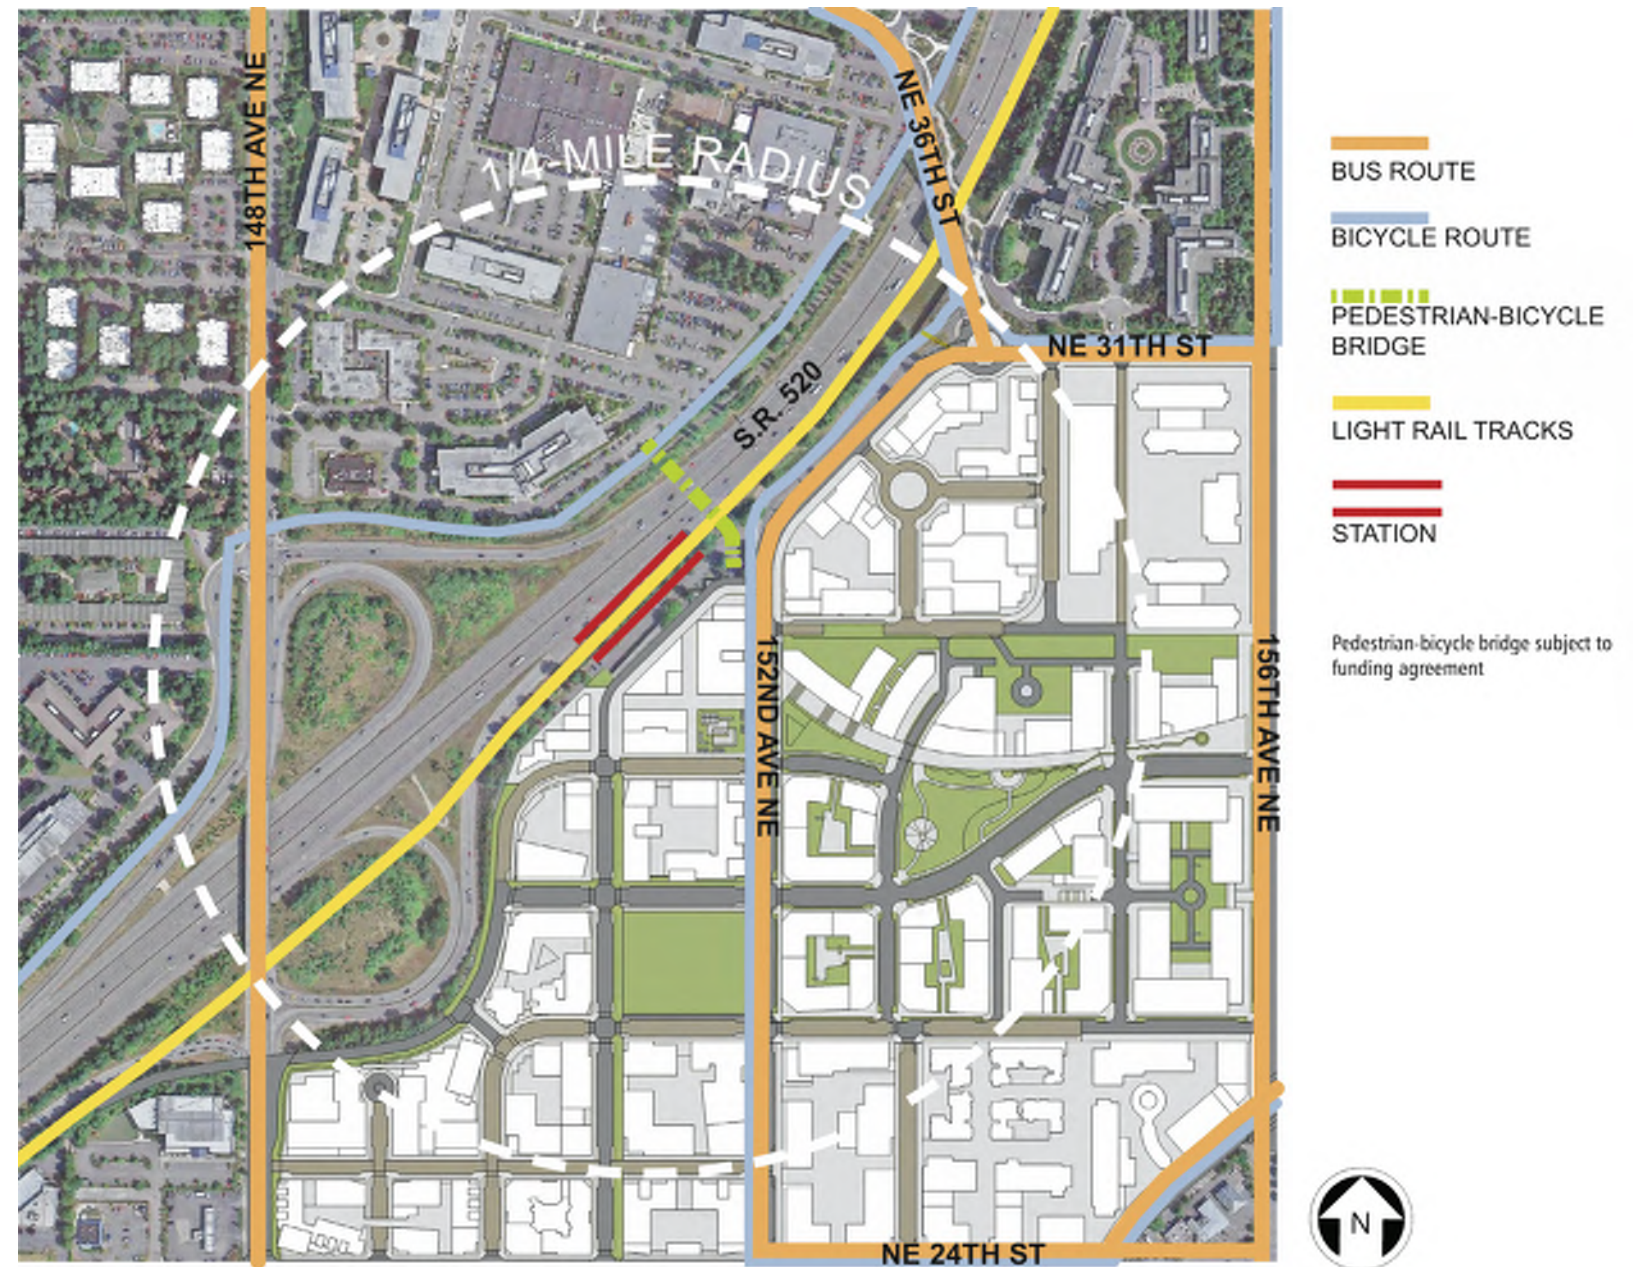 148TH AVE NE
1/4-MILE RADIUS
NE 36TH ST
NE 31TH ST
S.R. 520
152ND AVE NE
156TH AVE NE
NE 24TH ST
BUS ROUTE
BICYCLE ROUTE
PEDESTRIAN-BICYCLE
BRIDGE
LIGHT RAIL TRACKS
STATION
Pedestrian-bicycle bridge subject to
funding agreement
N